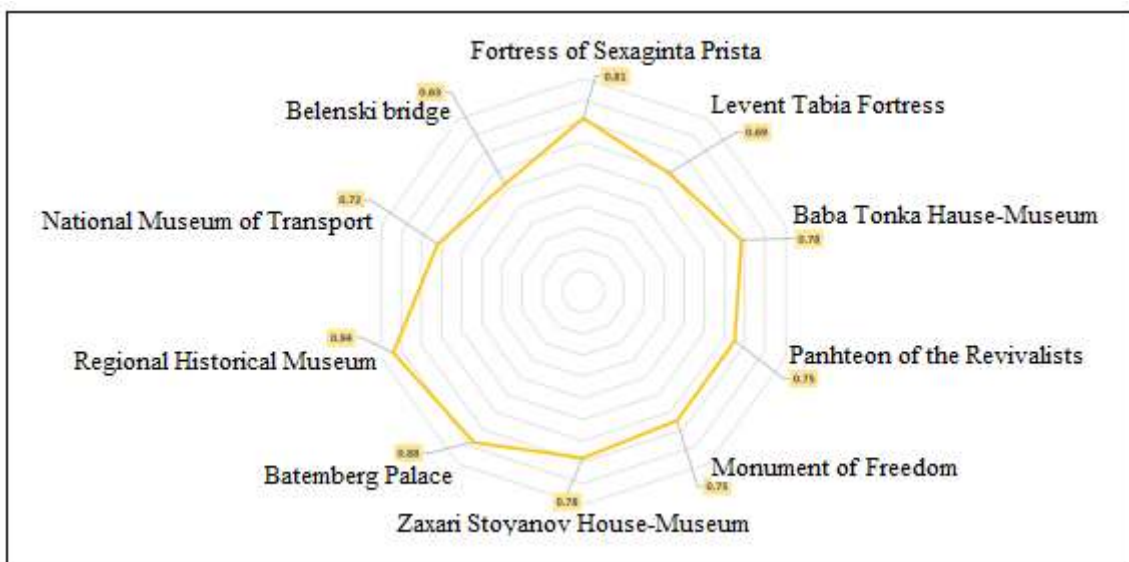 Fortress of Sexaginta Prista
0.81
Levent Tabia Fortress
0.69
Baba Tonka Hause-Museum
0.78
Panhteon of the Revivalists
0.75
Monument of Freedom
0.75
Zaxari Stoyanov House-Museum
0.78
Batemberg Palace
0.88
Regional Historical Museum
0.94
National Museum of Transport
0.72
Belenski bridge
0.63